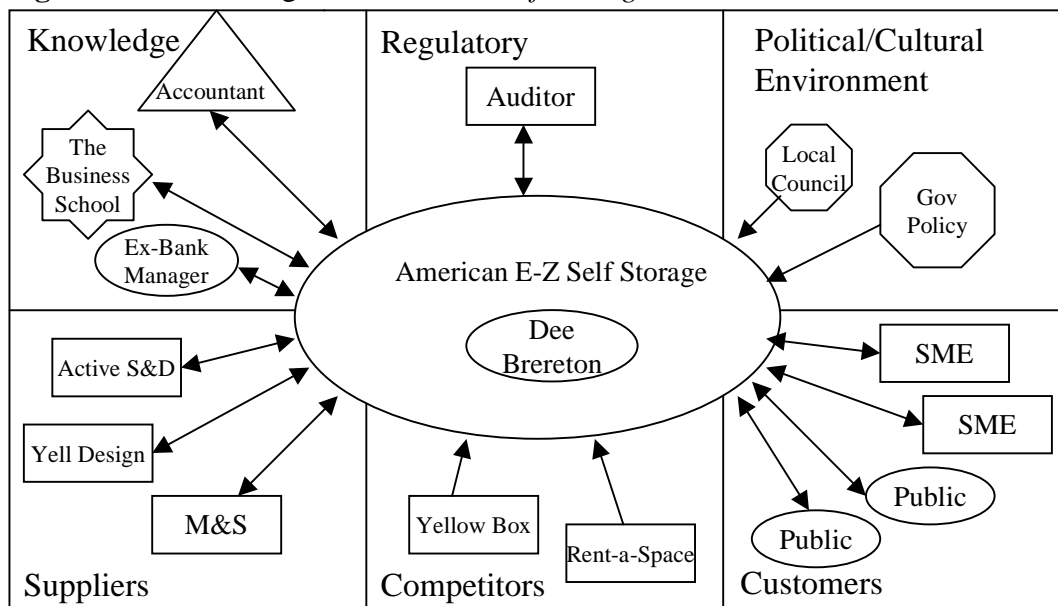 Knowledge
Accountant
The
Business
School
Ex-Bank
Manager
Regulatory
Auditor
Political/Cultural
Environment
Local
Council
Gov
Policy
American E-Z Self Storage
Dee
Brereton
Active S&D
Yell Design
M&S
Suppliers
Yellow Box
Rent-a-Space
Competitors
SME
SME
Public
Public
Customers